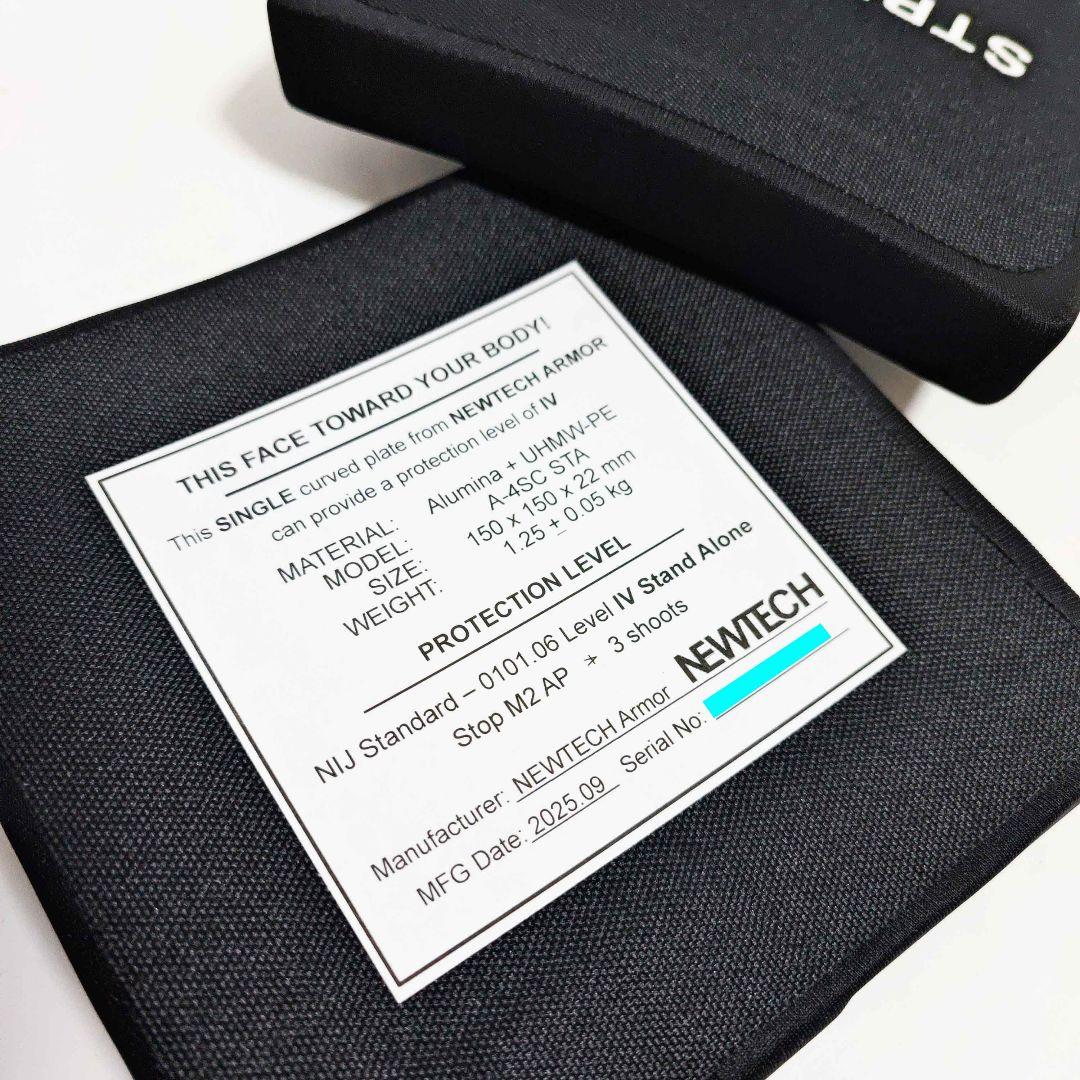 STR
THIS FACE TOWARD YOUR BODY!
This SINGLE curved plate from NEWTECH ARMOR
can provide a protection level of IV
MATERIAL: Alumina + UHMW-PE
MODEL: A-4SC STA
SIZE: 150 x 150 x 22 mm
WEIGHT: 1.25 ± 0.05 kg
PROTECTION LEVEL
NIJ Standard – 0101.06 Level IV Stand Alone
Stop M2 AP × 3 shoots
Manufacturer: NEWTECH Armor NEWTECH
MFG Date: 2025.09 Serial No: